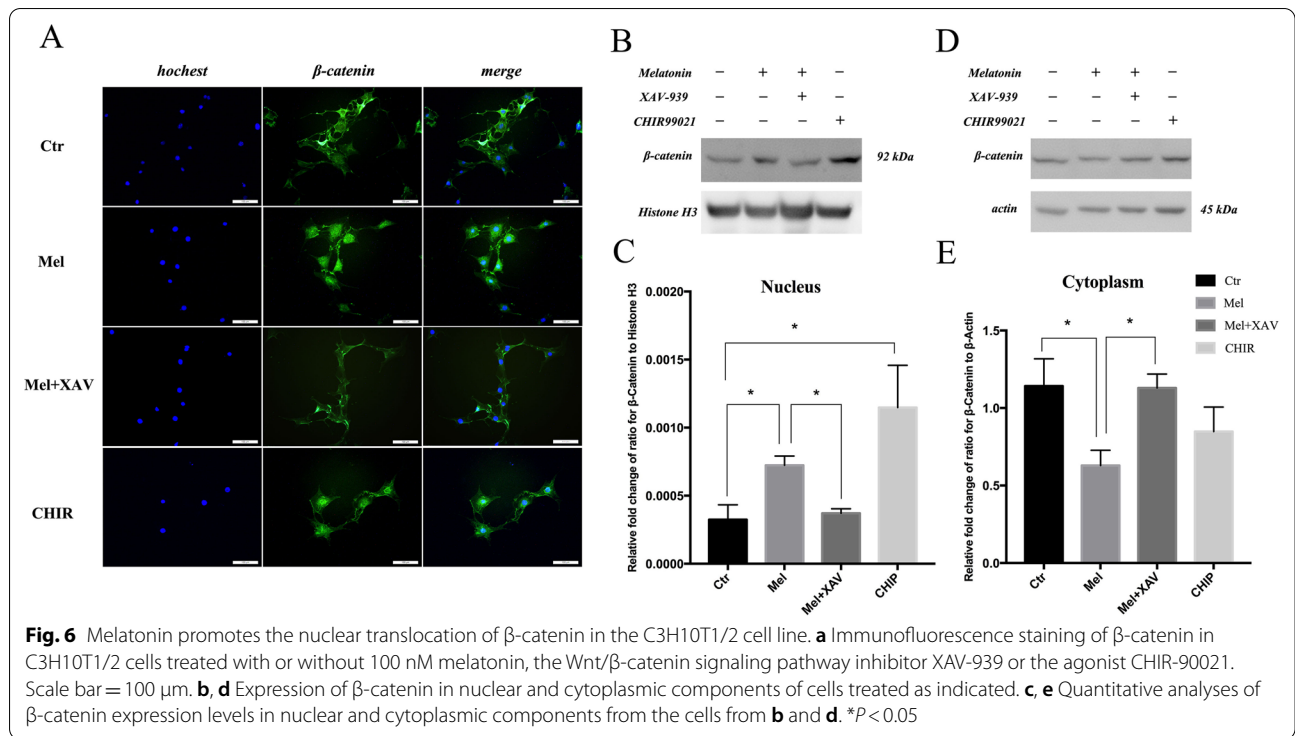 A
hochest β-catenin merge
Ctr
Mel
Mel+XAV
CHIR
B
Melatonin − + + −
XAV-939 − − + −
CHIR99021 − − − +
β-catenin 92 kDa
Histone H3
D
Melatonin − + + −
XAV-939 − − + −
CHIR99021 − − − +
β-catenin
actin 45 kDa
C
Nucleus
Relative fold change of ratio for β-Catenin to Histone H3
0.0020
0.0015
0.0010
0.0005
0.0000
*
* *
Ctr Mel Mel+XAV CHIP
E
Cytoplasm
Relative fold change of ratio for β-Catenin to β-Actin
1.5
1.0
0.5
0.0
* *
Ctr Mel Mel+XAV CHIP
Ctr
Mel
Mel+XAV
CHIR
Fig. 6 Melatonin promotes the nuclear translocation of β-catenin in the C3H10T1/2 cell line. a Immunofluorescence staining of β-catenin in
C3H10T1/2 cells treated with or without 100 nM melatonin, the Wnt/β-catenin signaling pathway inhibitor XAV-939 or the agonist CHIR-90021.
Scale bar = 100 μm. b, d Expression of β-catenin in nuclear and cytoplasmic components of cells treated as indicated. c, e Quantitative analyses of
β-catenin expression levels in nuclear and cytoplasmic components from the cells from b and d. *P < 0.05